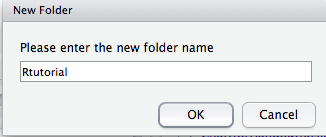 New Folder
Please enter the new folder name
Rtutorial
OK
Cancel